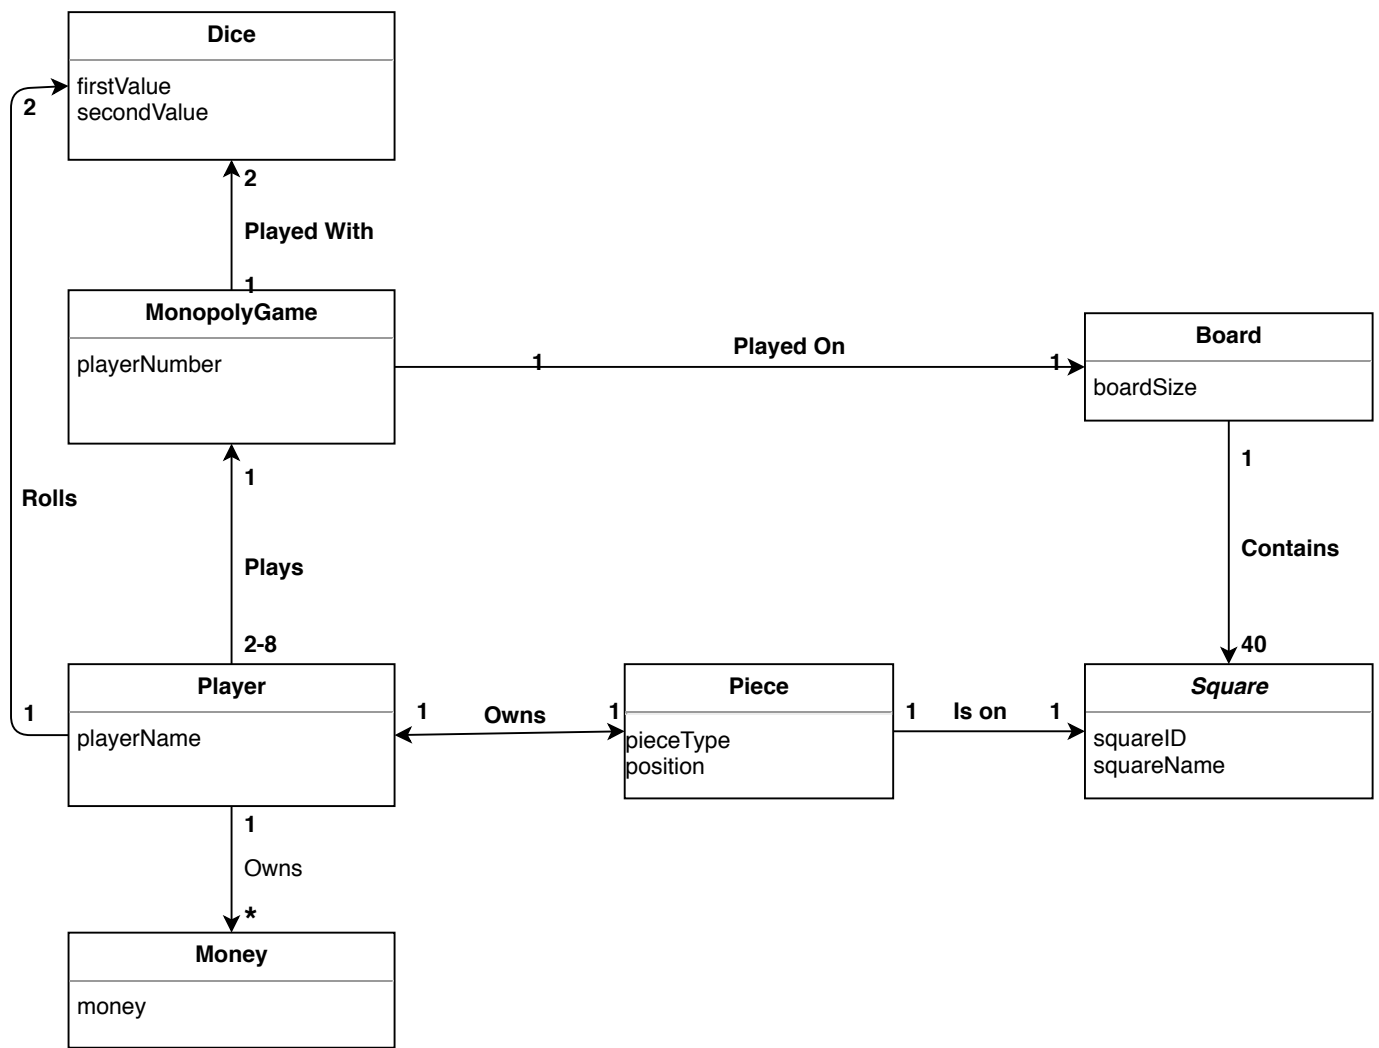 Dice
firstValue
secondValue
2
2
Played With
1
MonopolyGame
playerNumber
1
Played On
1
Board
boardSize
1
Rolls
Plays
2-8
1
Contains
40
Player
playerName
1
1
Owns
1
Piece
pieceType
position
1
Is on
1
Square
squareID
squareName
1
Owns
*
Money
money